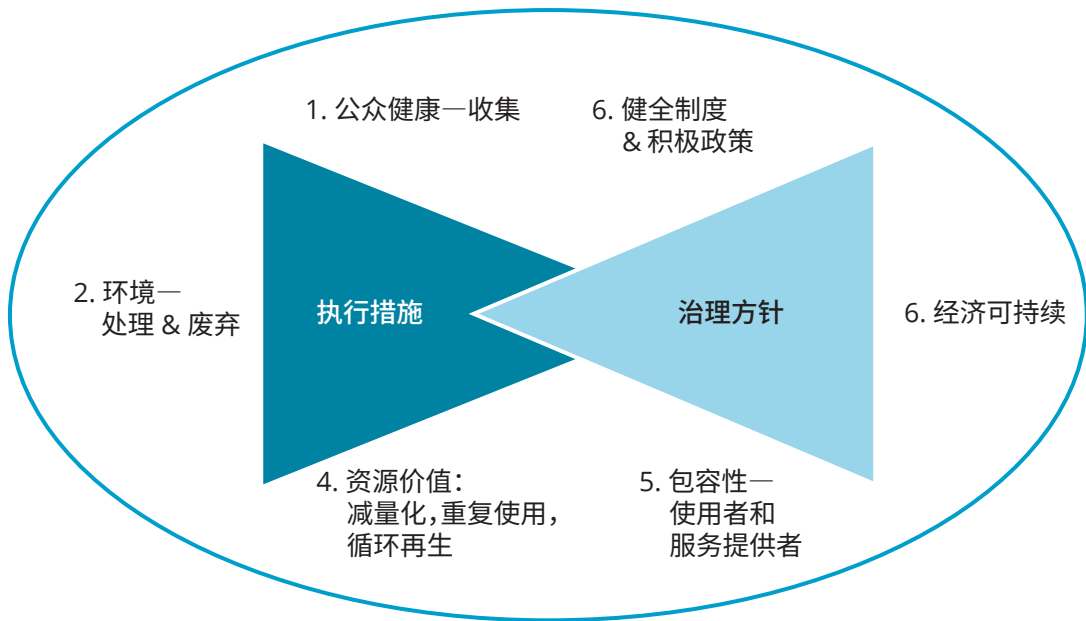 1. 公众健康—收集
6. 健全制度
& 积极政策
2. 环境—
处理 & 废弃
执行措施
治理方针
6. 经济可持续
4. 资源价值：
减量化，重复使用，
循环再生
5. 包容性—
使用者和
服务提供者